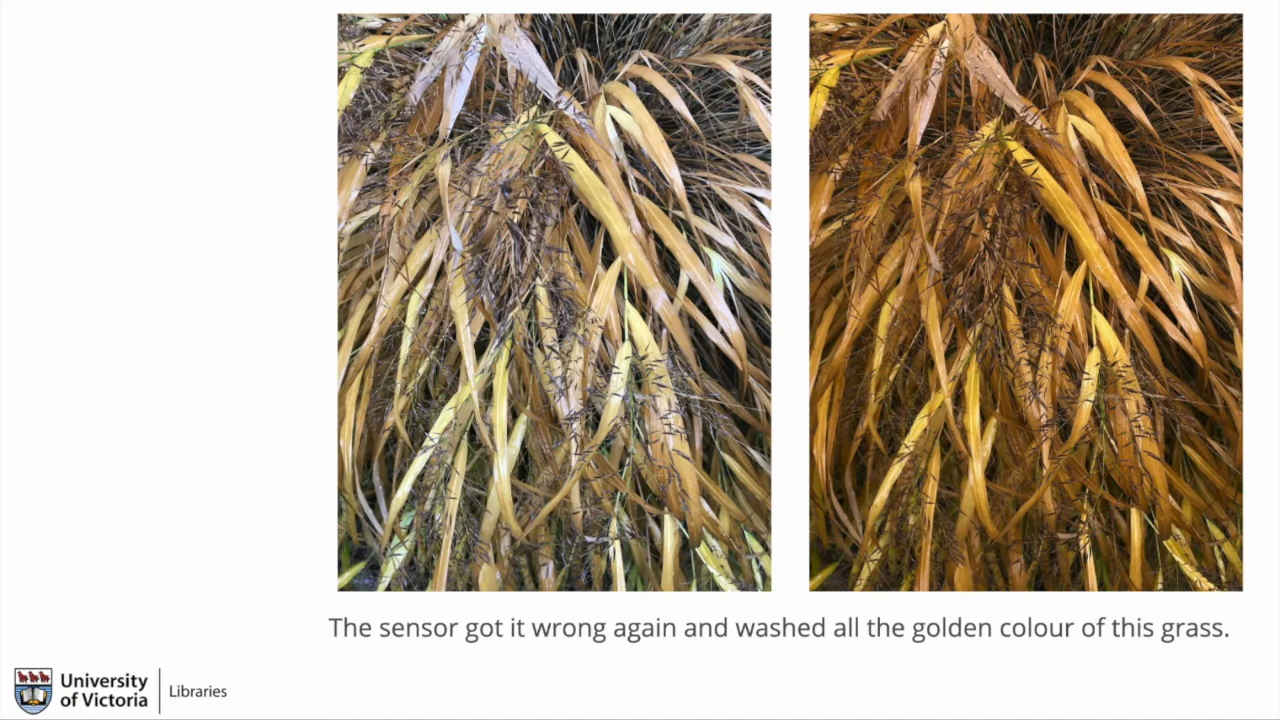 The sensor got it wrong again and washed all the golden colour of this grass.
University
of Victoria
Libraries